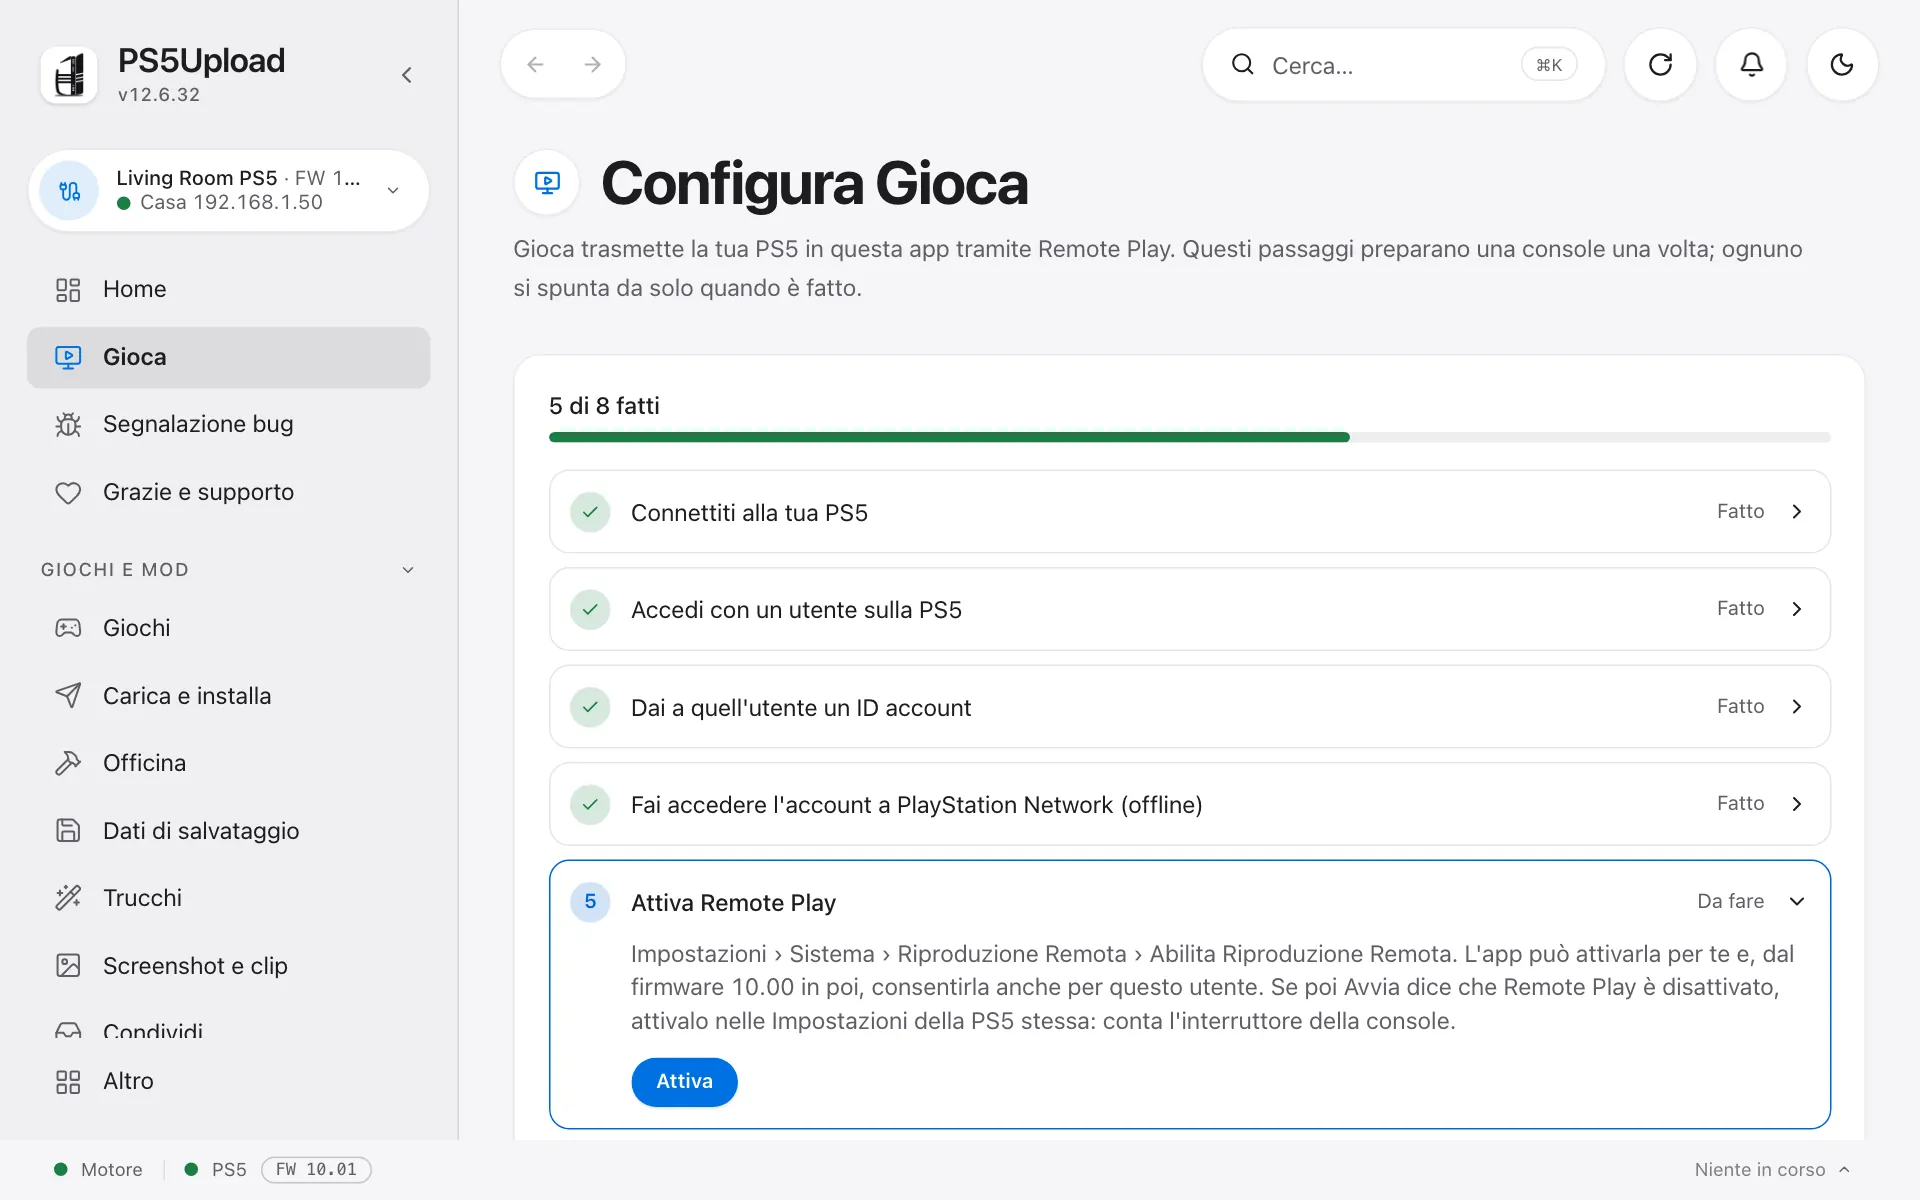 PS5Upload
v12.6.32
Living Room PS5 · FW 1...
Casa 192.168.1.50
Home
Gioca
Segnalazione bug
Grazie e supporto
GIOCHI E MOD
Giochi
Carica e installa
Officina
Dati di salvataggio
Trucchi
Screenshot e clip
Condividi
Altro
Cerca...
⌘K
Configura Gioca
Gioca trasmette la tua PS5 in questa app tramite Remote Play. Questi passaggi preparano una console una volta; ognuno
si spunta da solo quando è fatto.
5 di 8 fatti
Connettiti alla tua PS5 Fatto
Accedi con un utente sulla PS5 Fatto
Dai a quell'utente un ID account Fatto
Fai accedere l'account a PlayStation Network (offline) Fatto
5 Attiva Remote Play Da fare
Impostazioni › Sistema › Riproduzione Remota › Abilita Riproduzione Remota. L'app può attivarla per te e, dal
firmware 10.00 in poi, consentirla anche per questo utente. Se poi Avvia dice che Remote Play è disattivato,
attivalo nelle Impostazioni della PS5 stessa: conta l'interruttore della console.
Attiva
Motore PS5 FW 10.01 Niente in corso